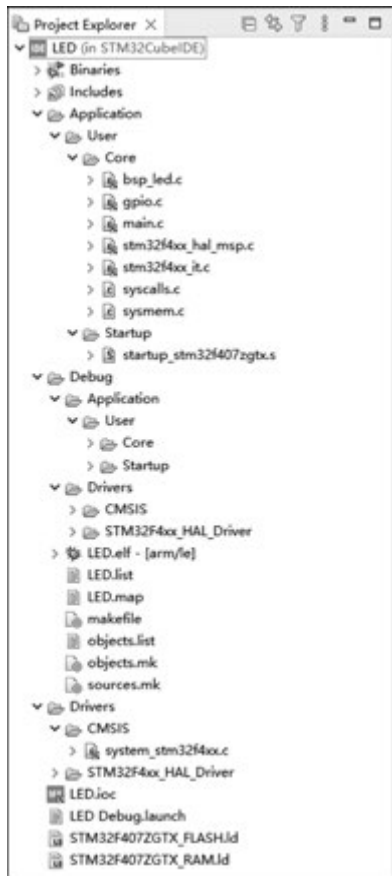 Project Explorer
LED (in STM32CubeIDE)
Binaries
Includes
Application
User
Core
bsp_led.c
gpio.c
main.c
stm32f4xx_hal_msp.c
stm32f4xx_it.c
syscalls.c
sysmem.c
Startup
startup_stm32f407zgtx.s
Debug
Application
User
Core
Startup
Drivers
CMSIS
STM32F4xx_HAL_Driver
LED.elf - [arm/le]
LED.list
LED.map
makefile
objects.list
objects.mk
sources.mk
Drivers
CMSIS
system_stm32f4xx.c
STM32F4xx_HAL_Driver
LED.ioc
LED Debug.launch
STM32F407ZGTX_FLASH.ld
STM32F407ZGTX_RAM.ld